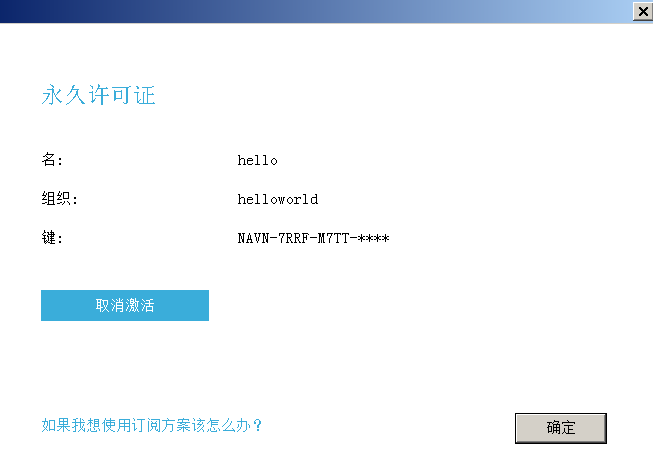 永久许可证
名: hello
组织: helloworld
键: NAVN-7RRF-M7TT-****
取消激活
如果我想使用订阅方案该怎么办?
确定